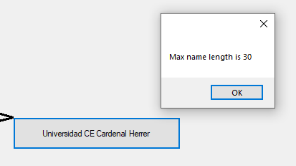 Max name length is 30
OK
Universidad CE Cardenal Herrer